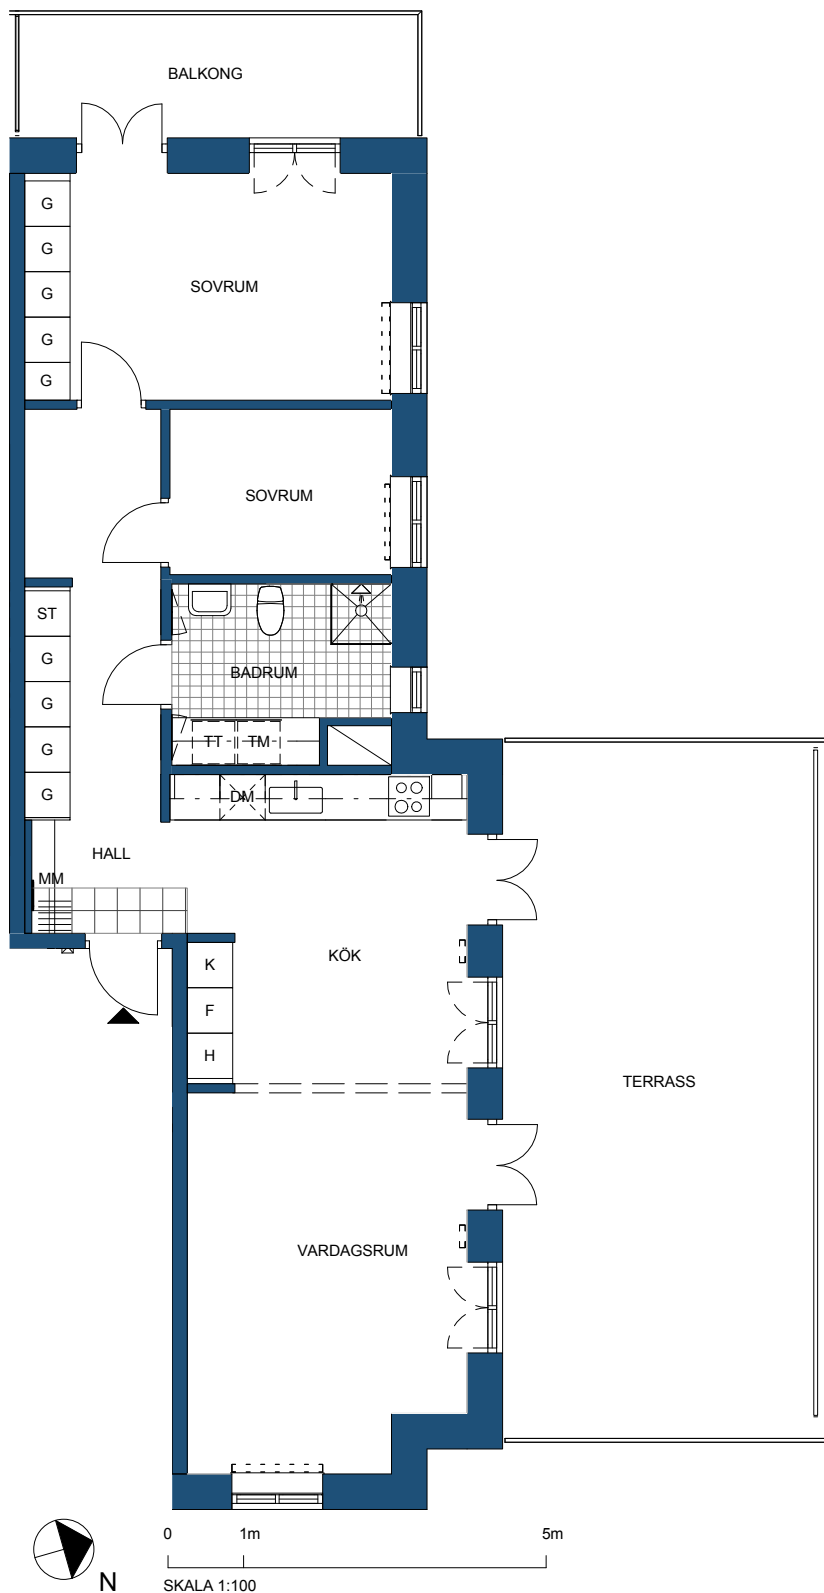 BALKONG
G
G
G
G
G
SOVRUM
SOVRUM
ST
G
G
G
G
BADRUM
TT TM
DM
HALL
MM
KÖK
K
F
H
TERRASS
VARDAGSRUM
N
0 1m 5m
SKALA 1:100